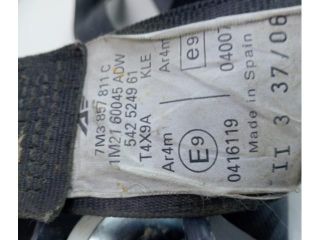 7M3 857 811 C
1M21 60045 ADW
542 5249 61
T4X9A KLE
Ar4m Ar4m
E9 e9
0416119 04007
Made in Spain
II 3 37/06